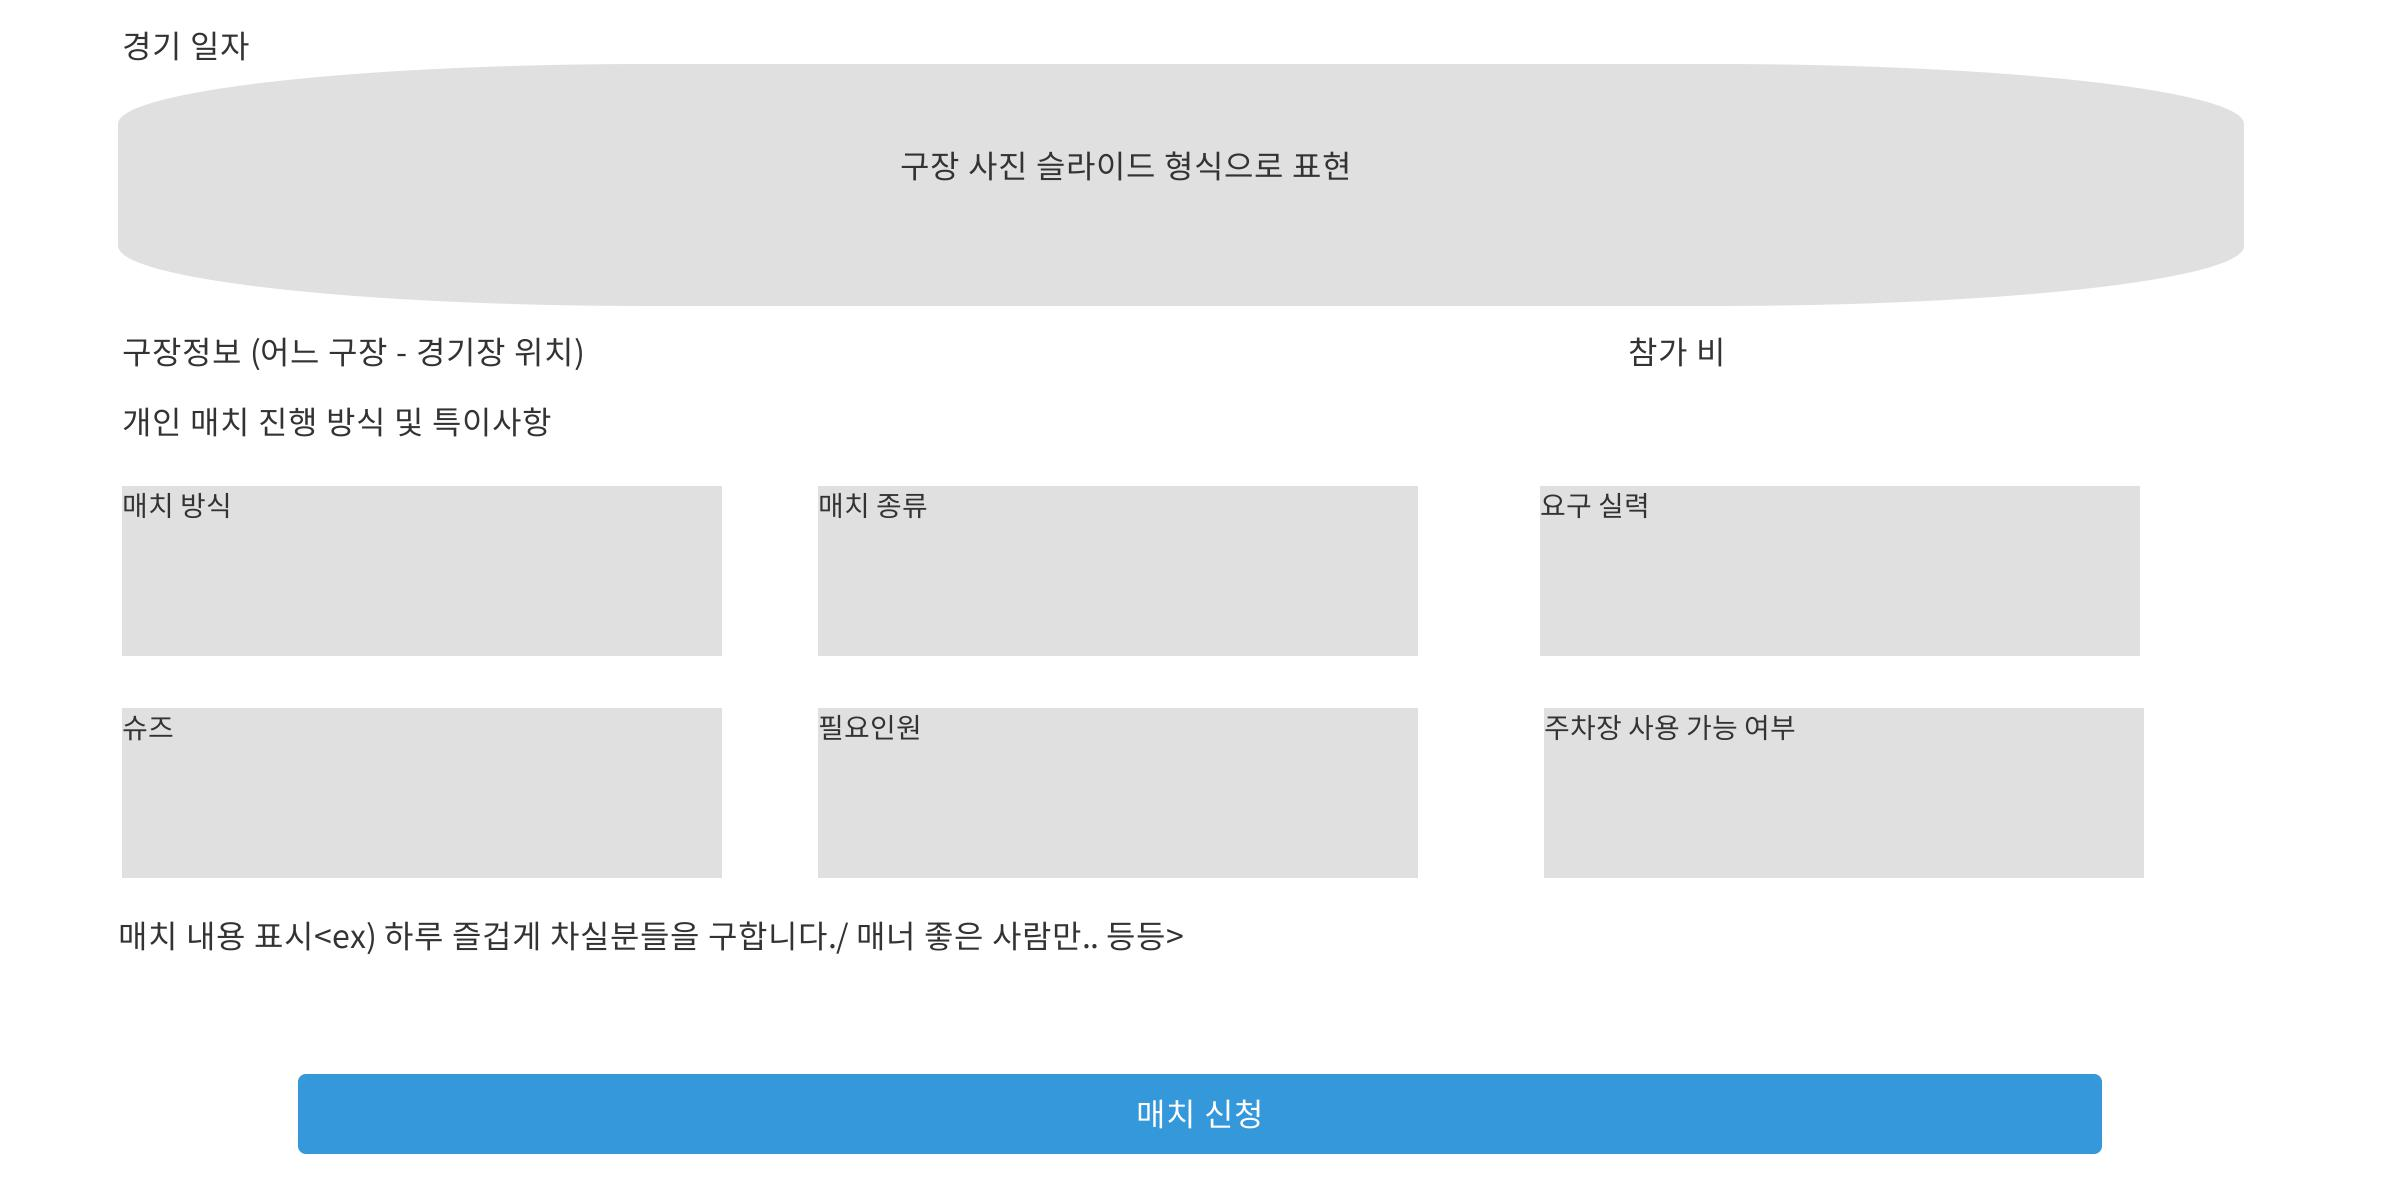 경기 일자
구장 사진 슬라이드 형식으로 표현
구장정보 (어느 구장 - 경기장 위치)
참가 비
개인 매치 진행 방식 및 특이사항
매치 방식
매치 종류
요구 실력
슈즈
필요인원
주차장 사용 가능 여부
매치 내용 표시<ex) 하루 즐겁게 차실분들을 구합니다./ 매너 좋은 사람만.. 등등>
매치 신청